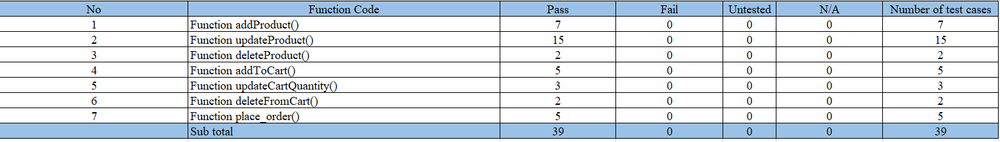 No Function Code Pass Fail Untested N/A Number of test cases
1 Function addProduct() 7 0 0 0 7
2 Function updateProduct() 15 0 0 0 15
3 Function deleteProduct() 2 0 0 0 2
4 Function addToCart() 5 0 0 0 5
5 Function updateCartQuantity() 3 0 0 0 3
6 Function deleteFromCart() 2 0 0 0 2
7 Function place_order() 5 0 0 0 5
Sub total 39 0 0 0 39